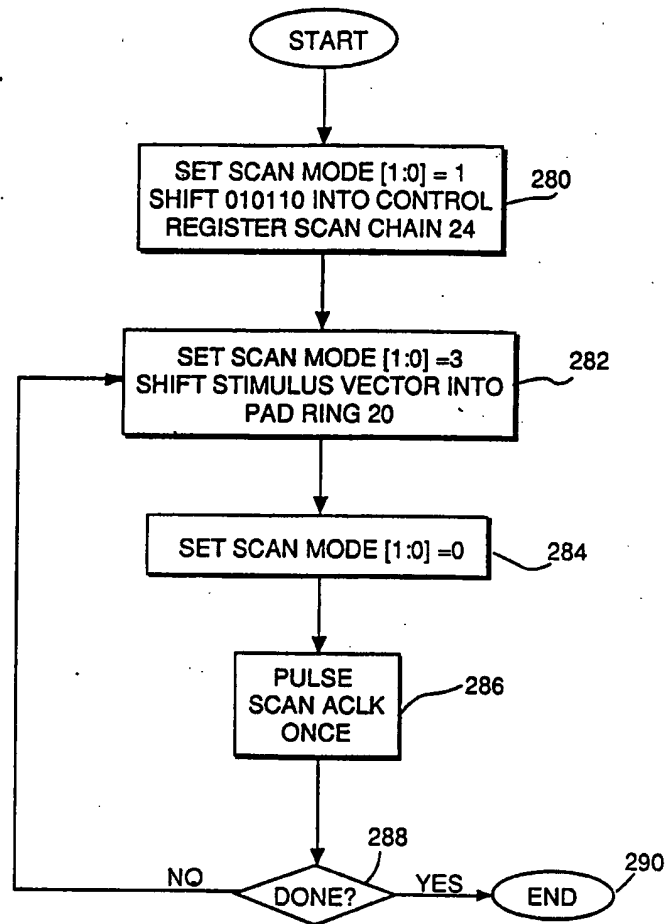 START
SET SCAN MODE [1:0] = 1
SHIFT 010110 INTO CONTROL
REGISTER SCAN CHAIN 24
280
SET SCAN MODE [1:0] =3
SHIFT STIMULUS VECTOR INTO
PAD RING 20
282
SET SCAN MODE [1:0] =0
284
PULSE
SCAN ACLK
ONCE
286
288
NO
DONE?
YES
END
290